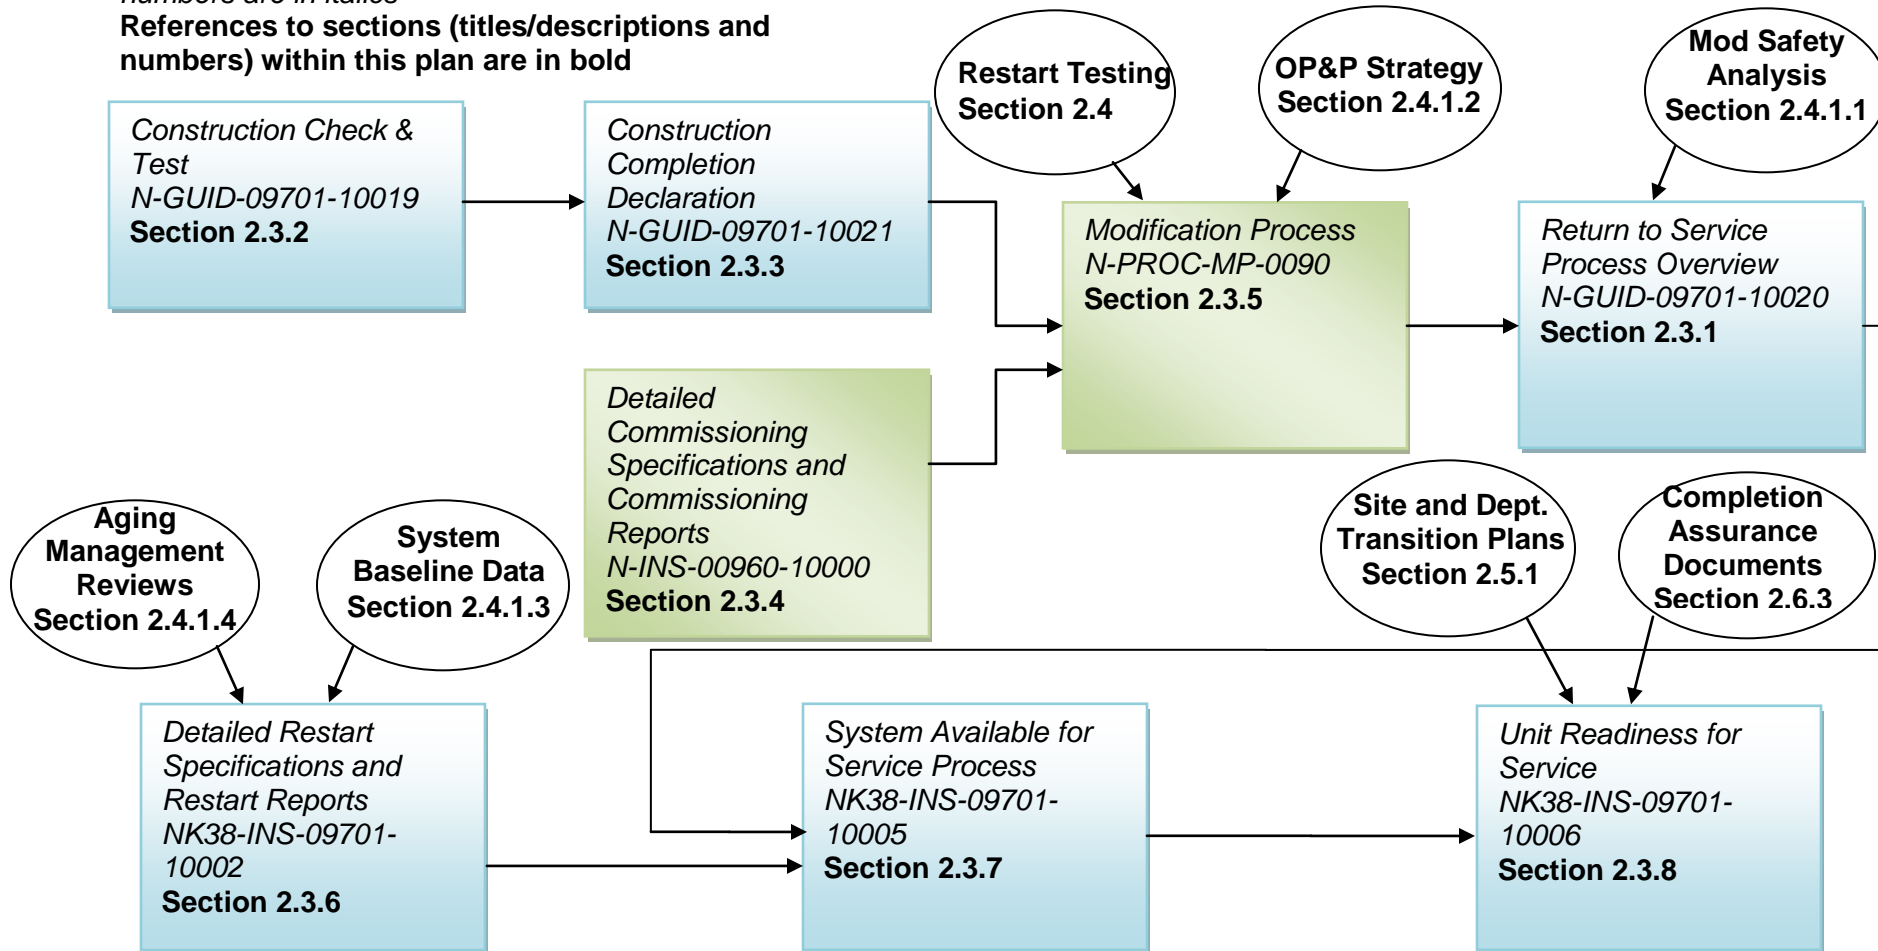 numbers are in italics
References to sections (titles/descriptions and
numbers) within this plan are in bold
Restart Testing
Section 2.4
OP&P Strategy
Section 2.4.1.2
Mod Safety
Analysis
Section 2.4.1.1
Construction Check &
Test
N-GUID-09701-10019
Section 2.3.2
Construction
Completion
Declaration
N-GUID-09701-10021
Section 2.3.3
Modification Process
N-PROC-MP-0090
Section 2.3.5
Return to Service
Process Overview
N-GUID-09701-10020
Section 2.3.1
Detailed
Commissioning
Specifications and
Commissioning
Reports
N-INS-00960-10000
Section 2.3.4
Aging
Management
Reviews
Section 2.4.1.4
System
Baseline Data
Section 2.4.1.3
Site and Dept.
Transition Plans
Section 2.5.1
Completion
Assurance
Documents
Section 2.6.3
Detailed Restart
Specifications and
Restart Reports
NK38-INS-09701-
10002
Section 2.3.6
System Available for
Service Process
NK38-INS-09701-
10005
Section 2.3.7
Unit Readiness for
Service
NK38-INS-09701-
10006
Section 2.3.8